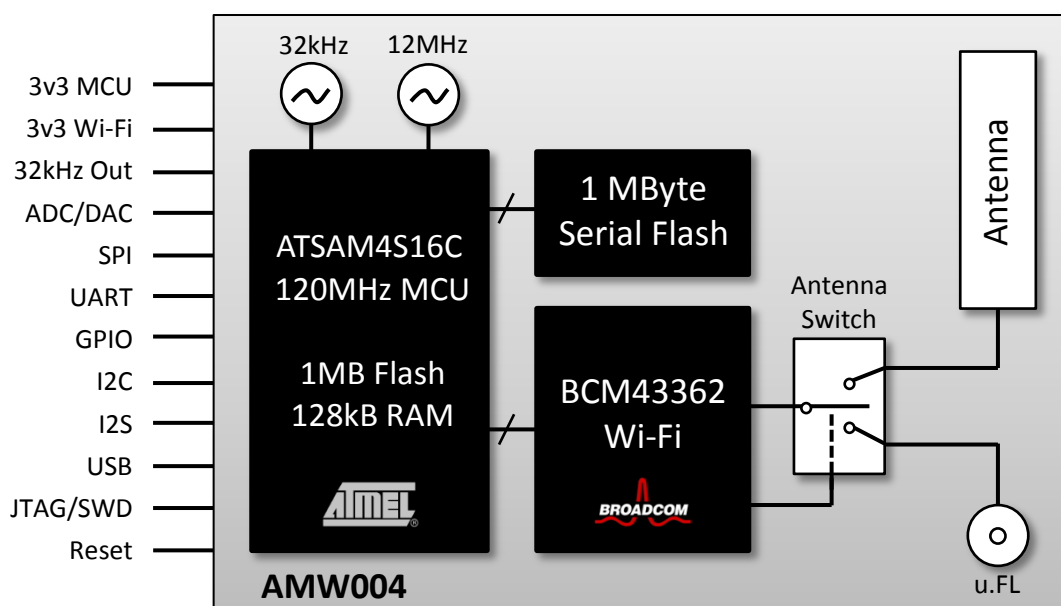 32kHz
12MHz
3v3 MCU
3v3 Wi-Fi
32kHz Out
ADC/DAC
SPI
UART
GPIO
I2C
I2S
USB
JTAG/SWD
Reset
ATSAM4S16C
120MHz MCU
1MB Flash
128kB RAM
ATMEL®
1 MByte
Serial Flash
BCM43362
Wi-Fi
BROADCOM
Antenna
Switch
Antenna
u.FL
AMW004